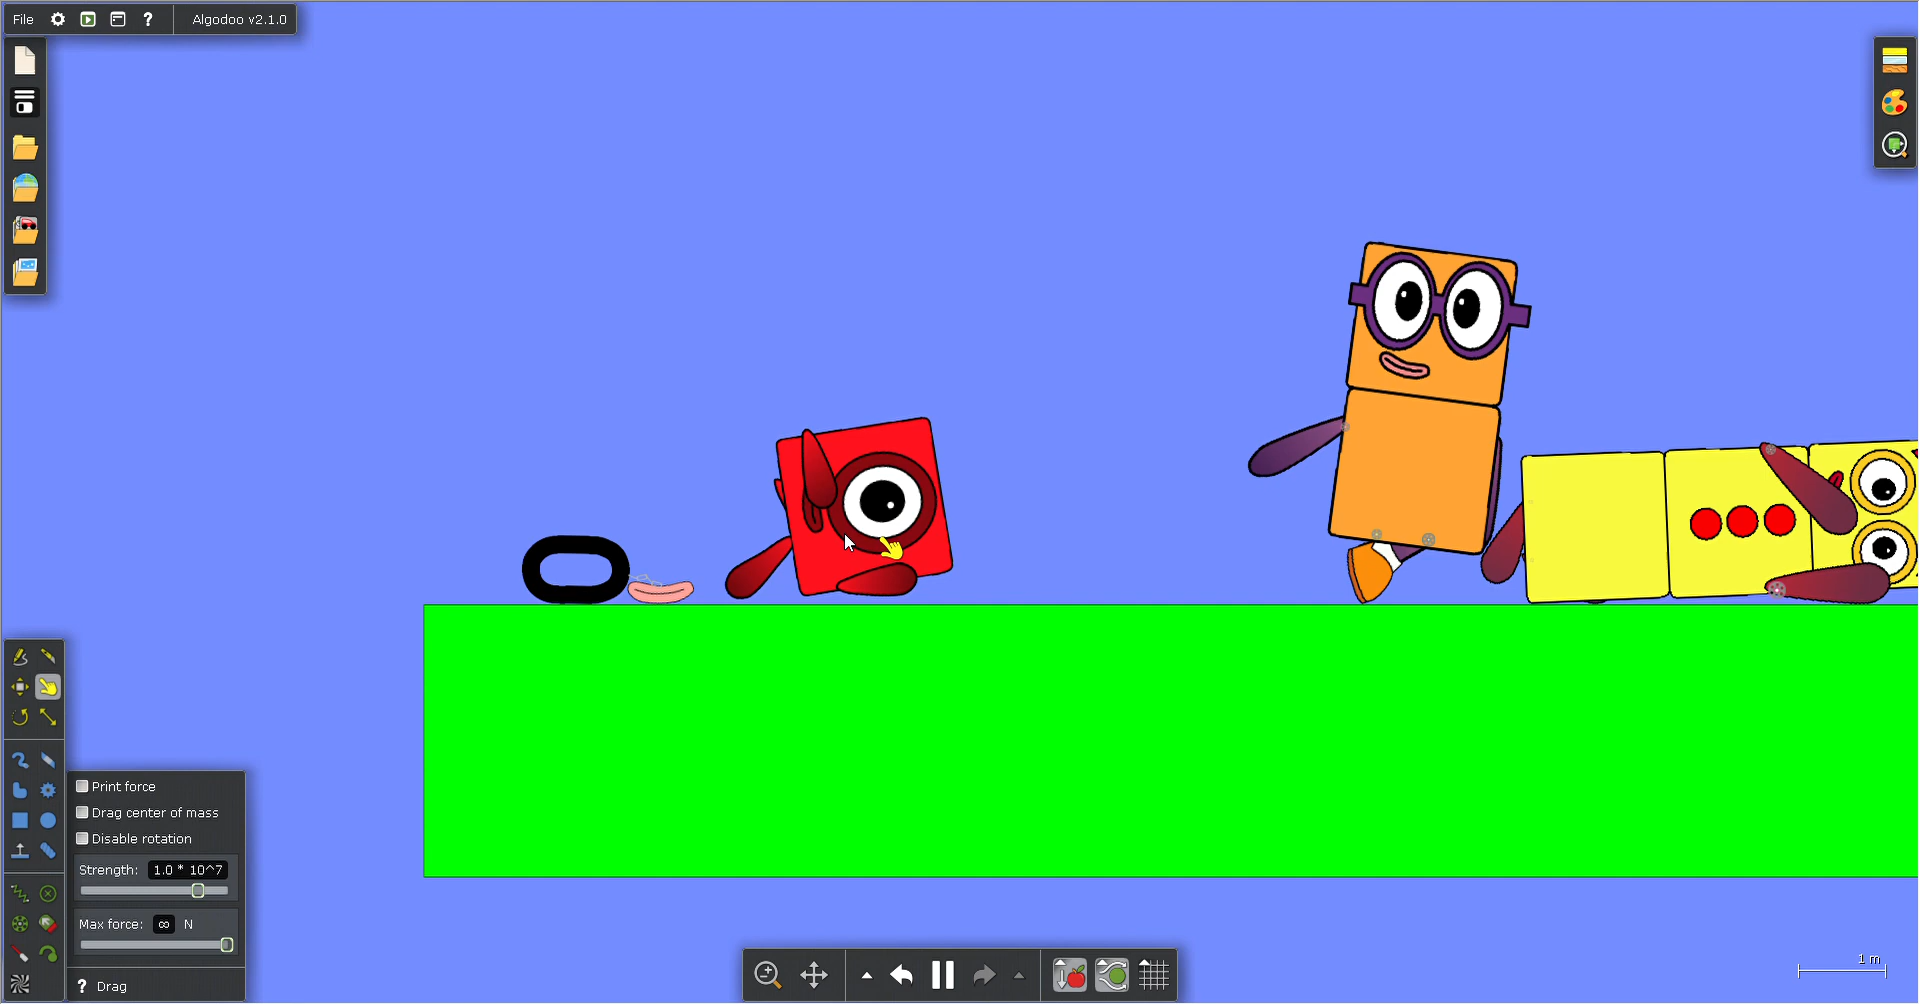 File ? Algodoo v2.1.0
Print force
Drag center of mass
Disable rotation
Strength: 1.0 * 10^7
Max force: ∞ N
? Drag
1 m